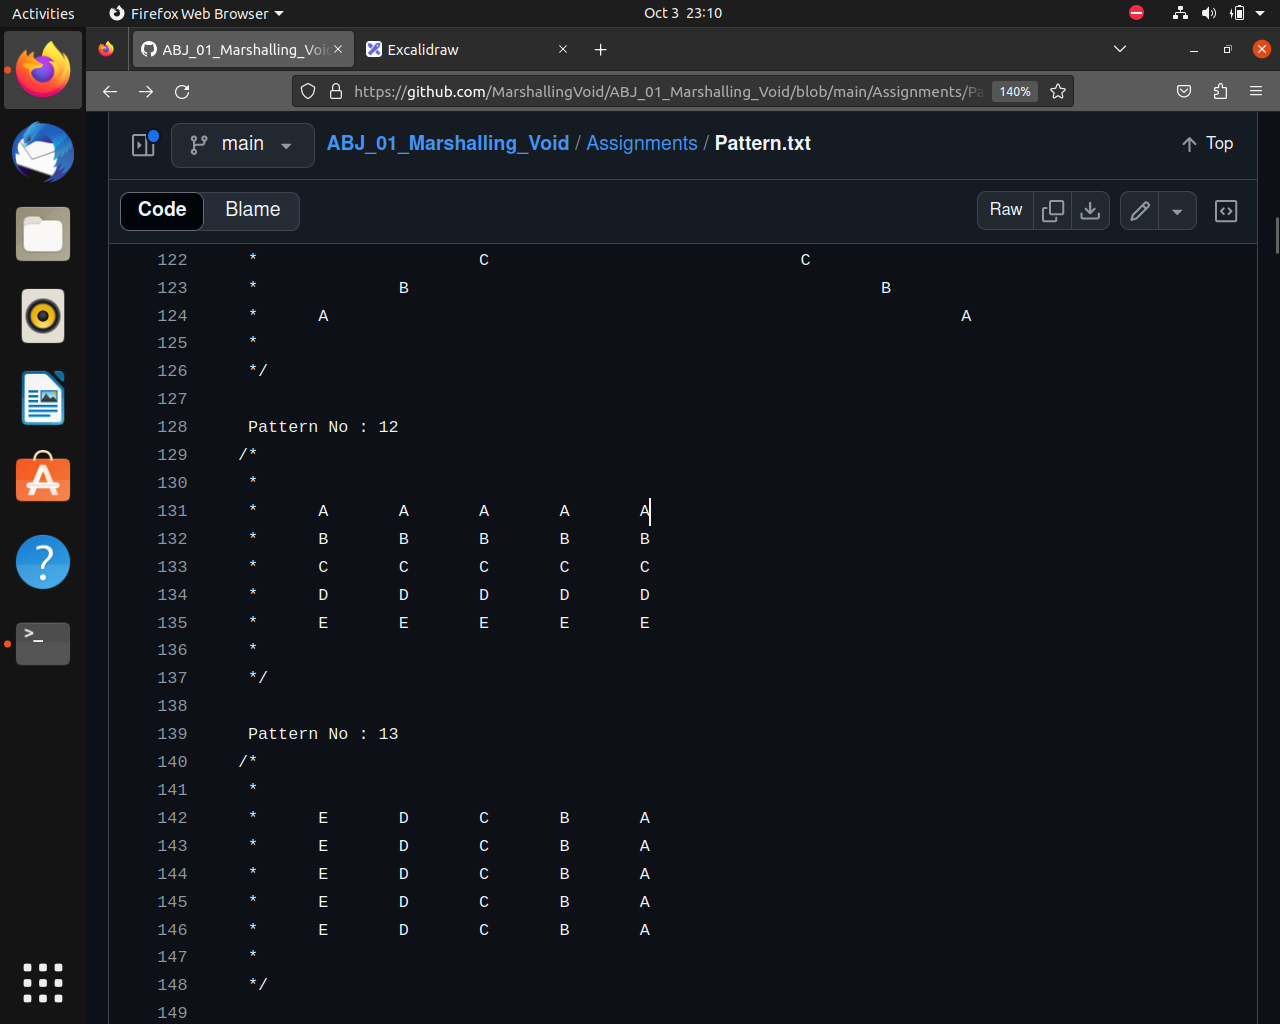 Activities Firefox Web Browser Oct 3 23:10
ABJ_01_Marshalling_Voi Excalidraw
https://github.com/MarshallingVoid/ABJ_01_Marshalling_Void/blob/main/Assignments/Pa 140%
main ABJ_01_Marshalling_Void / Assignments / Pattern.txt Top
Code Blame Raw
122 * C C
123 * B B
124 * A A
125 *
126 */
127
128 Pattern No : 12
129 /*
130 *
131 * A A A A A
132 * B B B B B
133 * C C C C C
134 * D D D D D
135 * E E E E E
136 *
137 */
138
139 Pattern No : 13
140 /*
141 *
142 * E D C B A
143 * E D C B A
144 * E D C B A
145 * E D C B A
146 * E D C B A
147 *
148 */
149